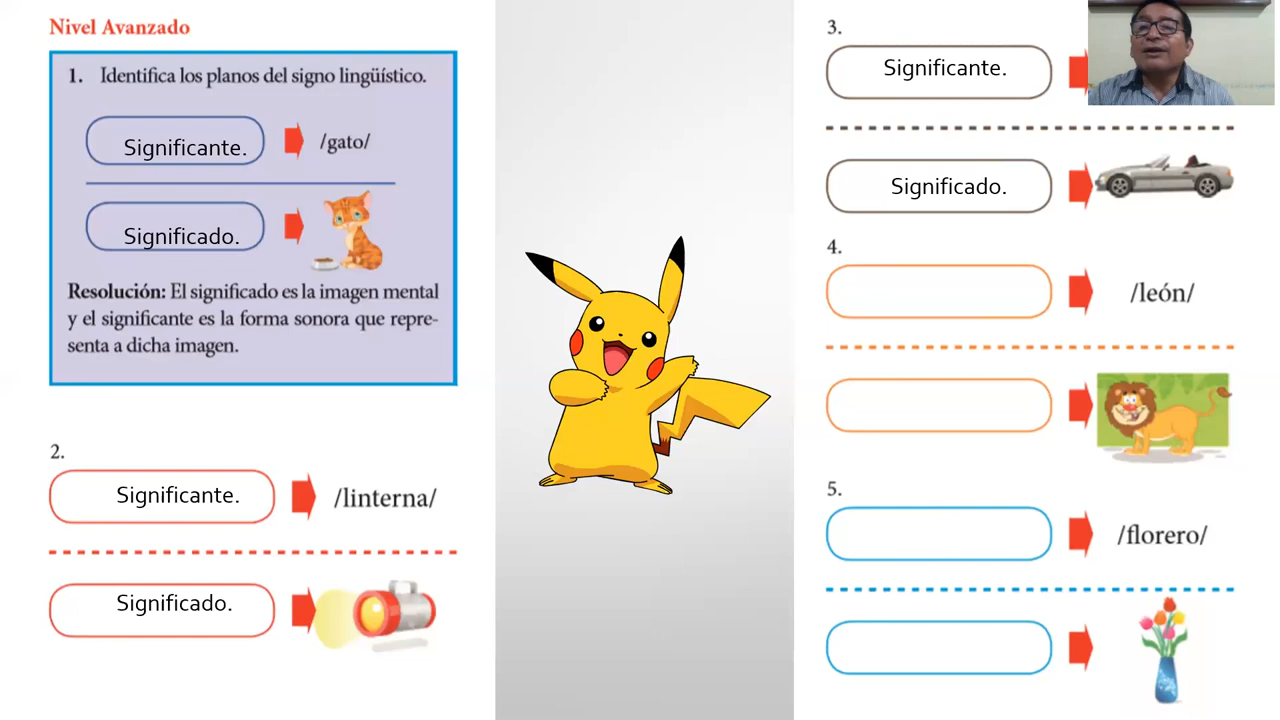 Nivel Avanzado
1. Identifica los planos del signo lingüístico.
Significante.
/gato/
Significado.
Resolución: El significado es la imagen mental
y el significante es la forma sonora que repre-
senta a dicha imagen.
2.
Significante.
/linterna/
Significado.
3.
Significante.
Significado.
4.
/león/
5.
/florero/